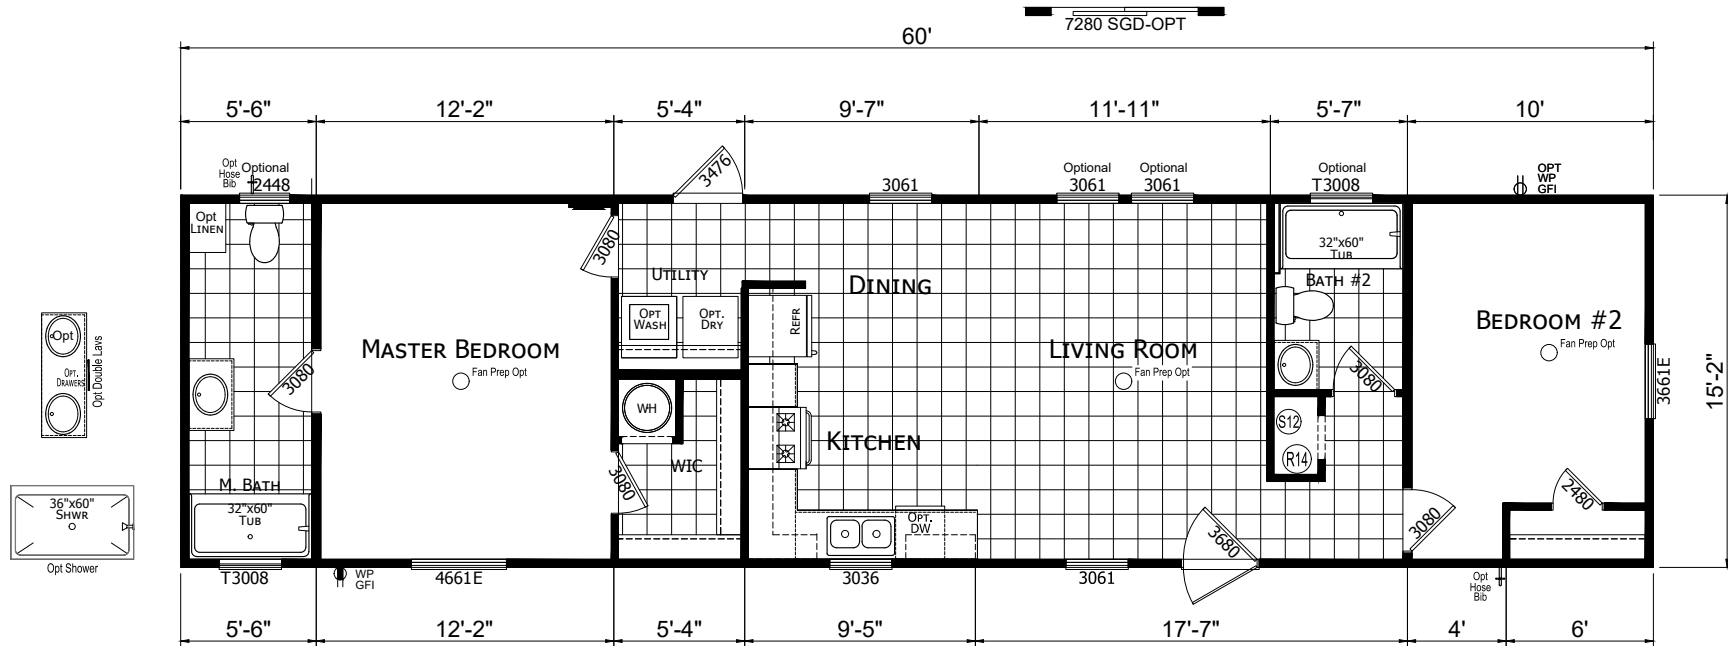 7280 SGD-OPT
60'
5'-6" 12'-2" 5'-4" 9'-7" 11'-11" 5'-7" 10'
Opt
Hose
Bib
Optional
T2448
3476
3061
Optional
3061
Optional
3061
Optional
T3008
OPT
WP
GFI
Opt
LINEN
3080
UTILITY
OPT
WASH
OPT.
DRY
DINING
REFR
32"x60"
TUB
BATH #2
BEDROOM #2
Fan Prep Opt
3661E
15'-2"
Opt
OPT.
DRAWERS
Opt Double Lavs
MASTER BEDROOM
Fan Prep Opt
3080
LIVING ROOM
Fan Prep Opt
3080
WH
WIC
3080
KITCHEN
S12
R14
M. BATH
32"x60"
TUB
36"x60"
SHWR
Opt Shower
OPT.
DW
3680
3080
2480
T3008
WP
GFI
4661E
3036
3061
Opt
Hose
Bib
5'-6" 12'-2" 5'-4" 9'-5" 17'-7" 4' 6'